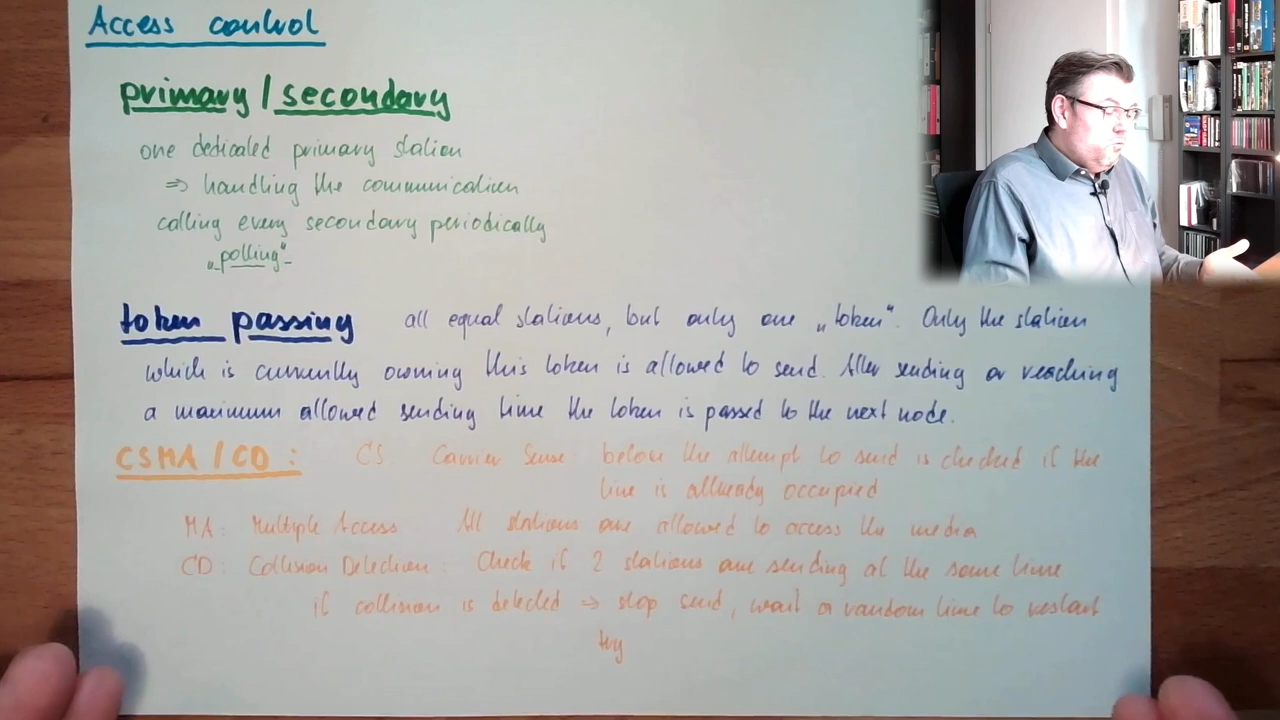 Access control
primary / secondary
one dedicated primary station
⇒ handling the communication
calling every secondary periodically
„polling"
token passing all equal stations, but only one „token". Only the station
which is currently owning this token is allowed to send. After sending or reaching
a maximum allowed sending time the token is passed to the next node.
CSMA / CD : CS Carrier Sense: before the attempt to send is checked if the
line is allready occupied
MA: Multiple Access All stations are allowed to access the media
CD: Collision Detection: Check if 2 stations are sending at the same time
if collision is detected ⇒ stop send, wait a random time to restart
try